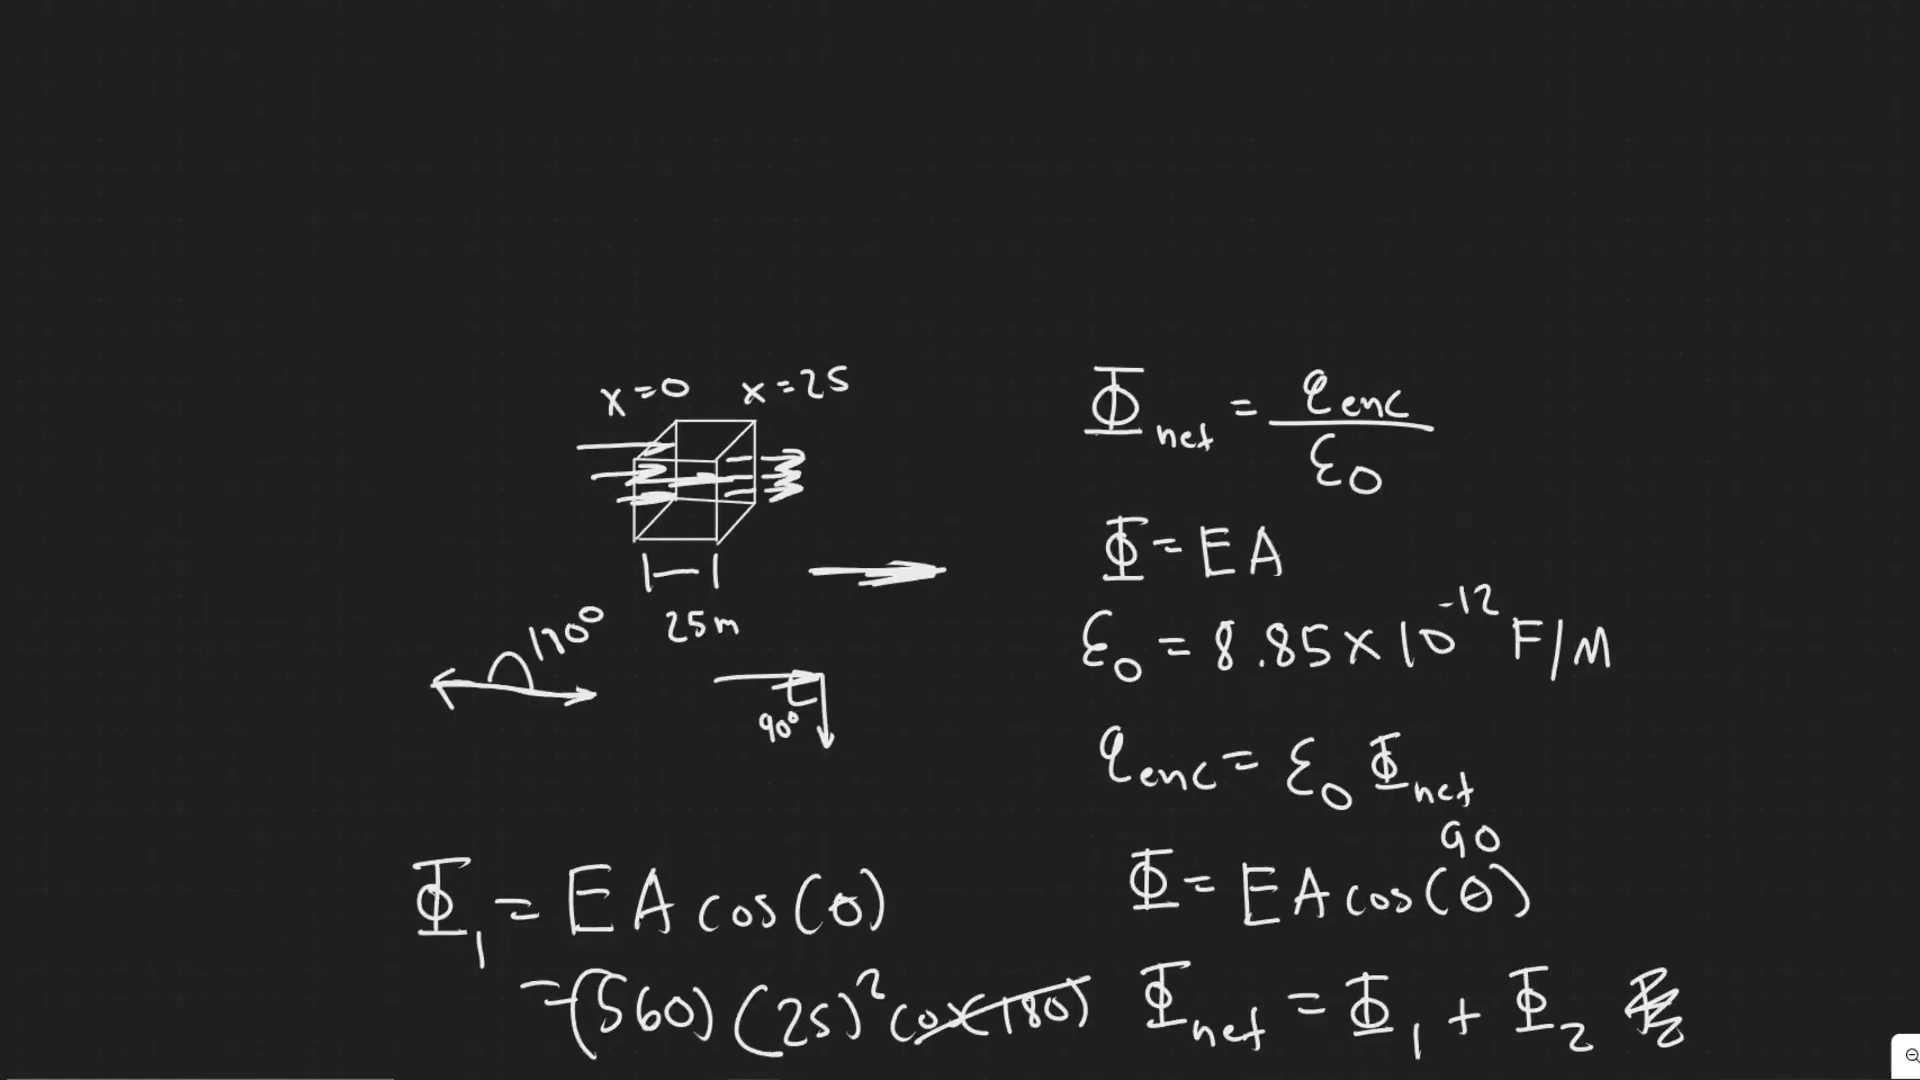 x=0 x=25
25m
180°
90°
Φ₁ = EA cos(θ)
=-(560)(25)² cos(180)
Φnet = qenc/ε₀
Φ = EA
ε₀ = 8.85×10⁻¹² F/M
qenc = ε₀ Φnet
90
Φ = EA cos(θ)
Φnet = Φ₁ + Φ₂